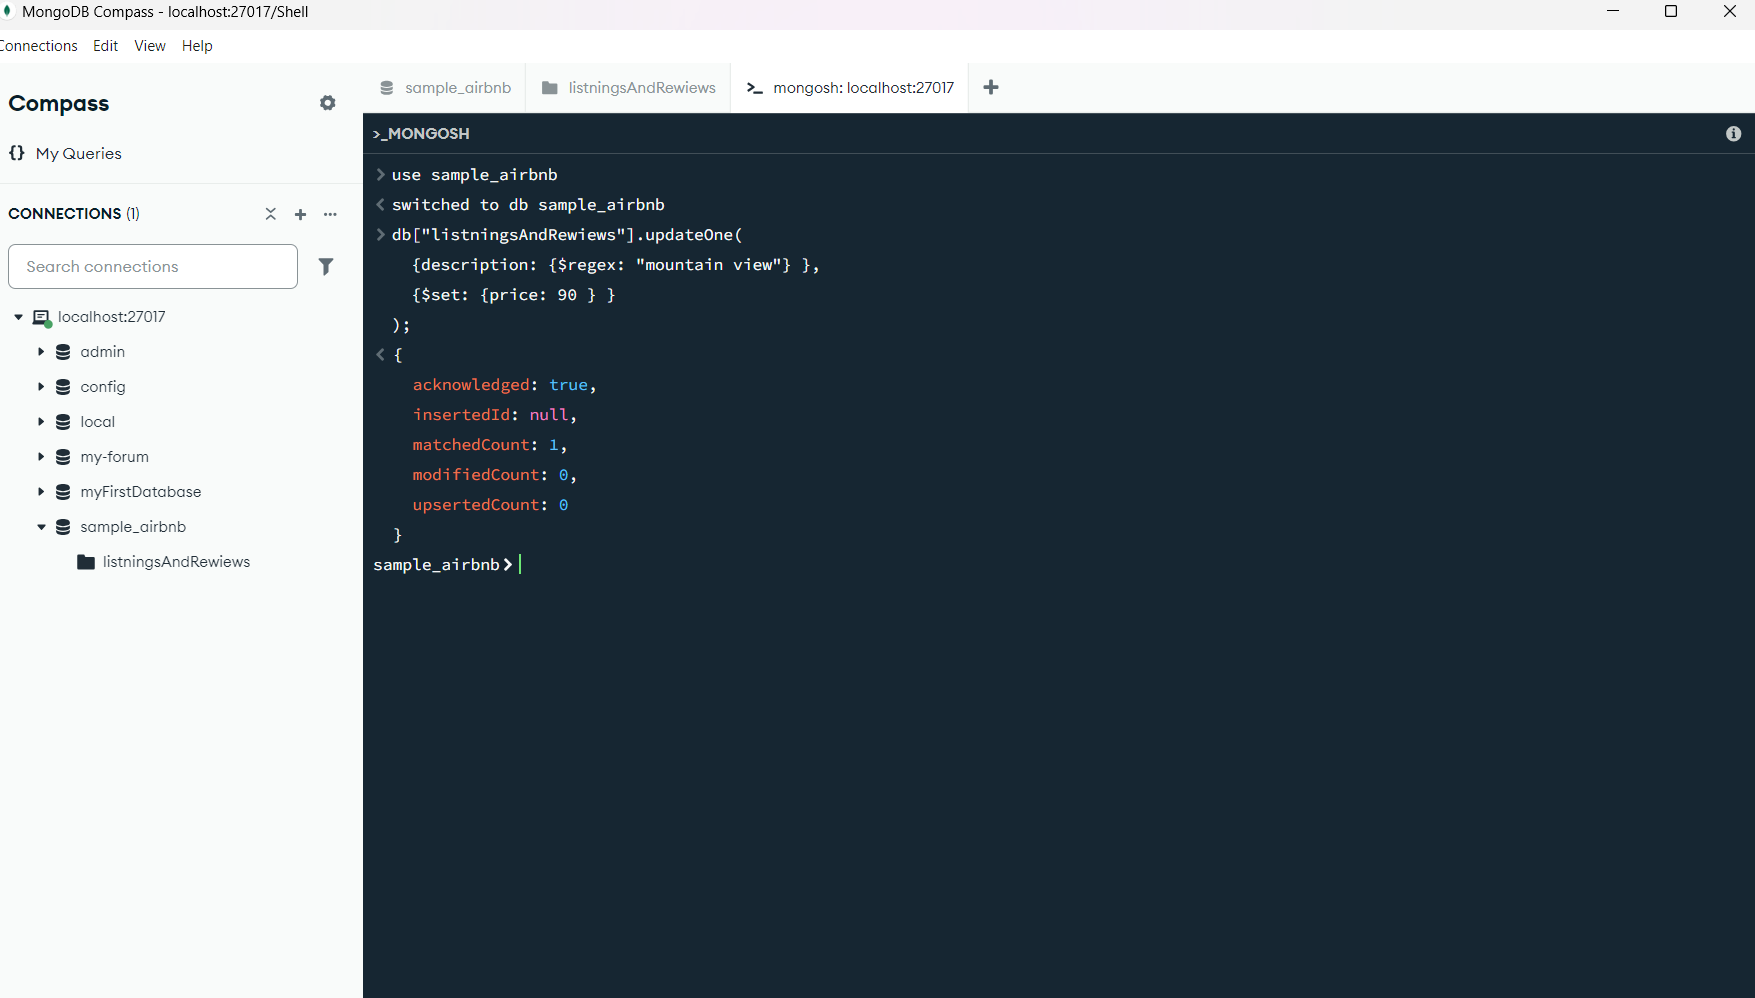 MongoDB Compass - localhost:27017/Shell
Connections Edit View Help
Compass
{} My Queries
CONNECTIONS (1)
Search connections
localhost:27017
admin
config
local
my-forum
myFirstDatabase
sample_airbnb
listningsAndRewiews
sample_airbnb
listningsAndRewiews
>_ mongosh: localhost:27017
>_MONGOSH
> use sample_airbnb
< switched to db sample_airbnb
> db["listningsAndRewiews"].updateOne(
{description: {$regex: "mountain view"} },
{$set: {price: 90 } }
);
< {
acknowledged: true,
insertedId: null,
matchedCount: 1,
modifiedCount: 0,
upsertedCount: 0
}
sample_airbnb>